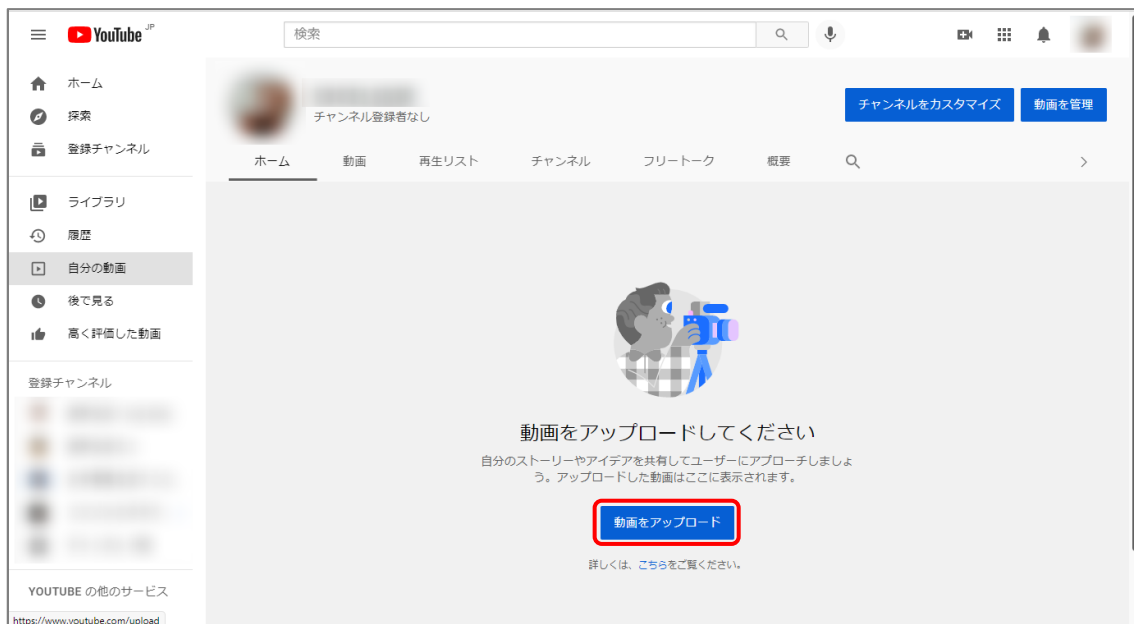 YouTube JP
検索
ホーム
探索
登録チャンネル
ライブラリ
履歴
自分の動画
後で見る
高く評価した動画
登録チャンネル
YOUTUBE の他のサービス
https://www.youtube.com/upload
チャンネル登録者なし
チャンネルをカスタマイズ
動画を管理
ホーム 動画 再生リスト チャンネル フリートーク 概要
動画をアップロードしてください
自分のストーリーやアイデアを共有してユーザーにアプローチしましょ
う。アップロードした動画はここに表示されます。
動画をアップロード
詳しくは、こちらをご覧ください。